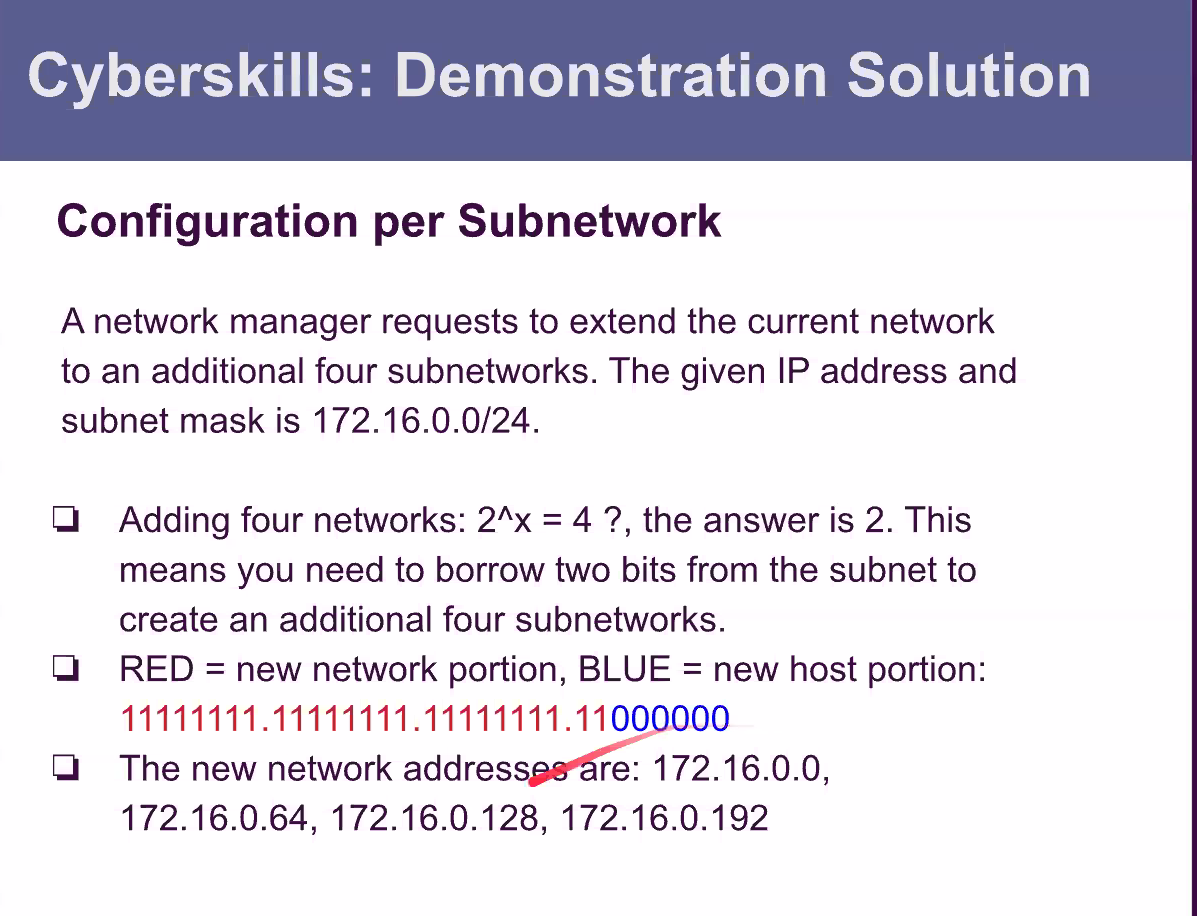 Cyberskills: Demonstration Solution
Configuration per Subnetwork
A network manager requests to extend the current network
to an additional four subnetworks. The given IP address and
subnet mask is 172.16.0.0/24.
❏ Adding four networks: 2^x = 4 ?, the answer is 2. This
means you need to borrow two bits from the subnet to
create an additional four subnetworks.
❏ RED = new network portion, BLUE = new host portion:
11111111.11111111.11111111.11000000
❏ The new network addresses are: 172.16.0.0,
172.16.0.64, 172.16.0.128, 172.16.0.192